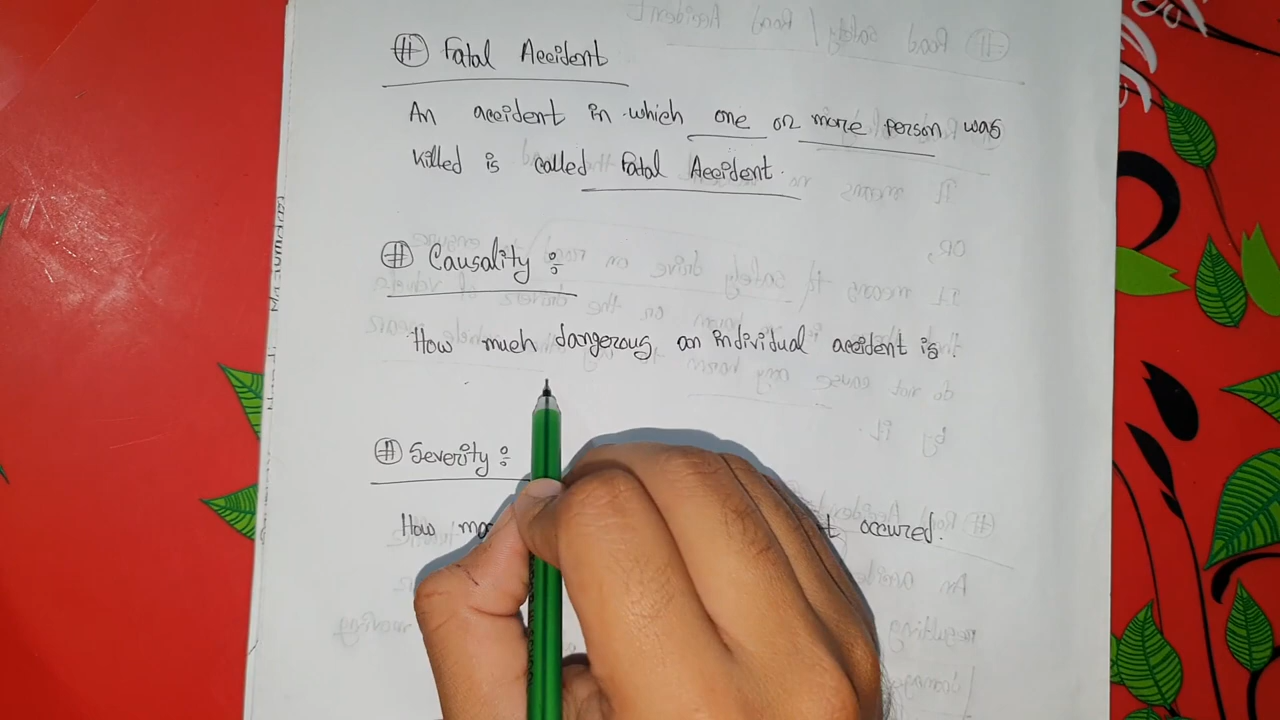 # Fatal Accident
An accident in which one or more person was
killed is called Fatal Accident.
# Causality :
How much dangerous an individual accident is.
# Severity :
How occured.